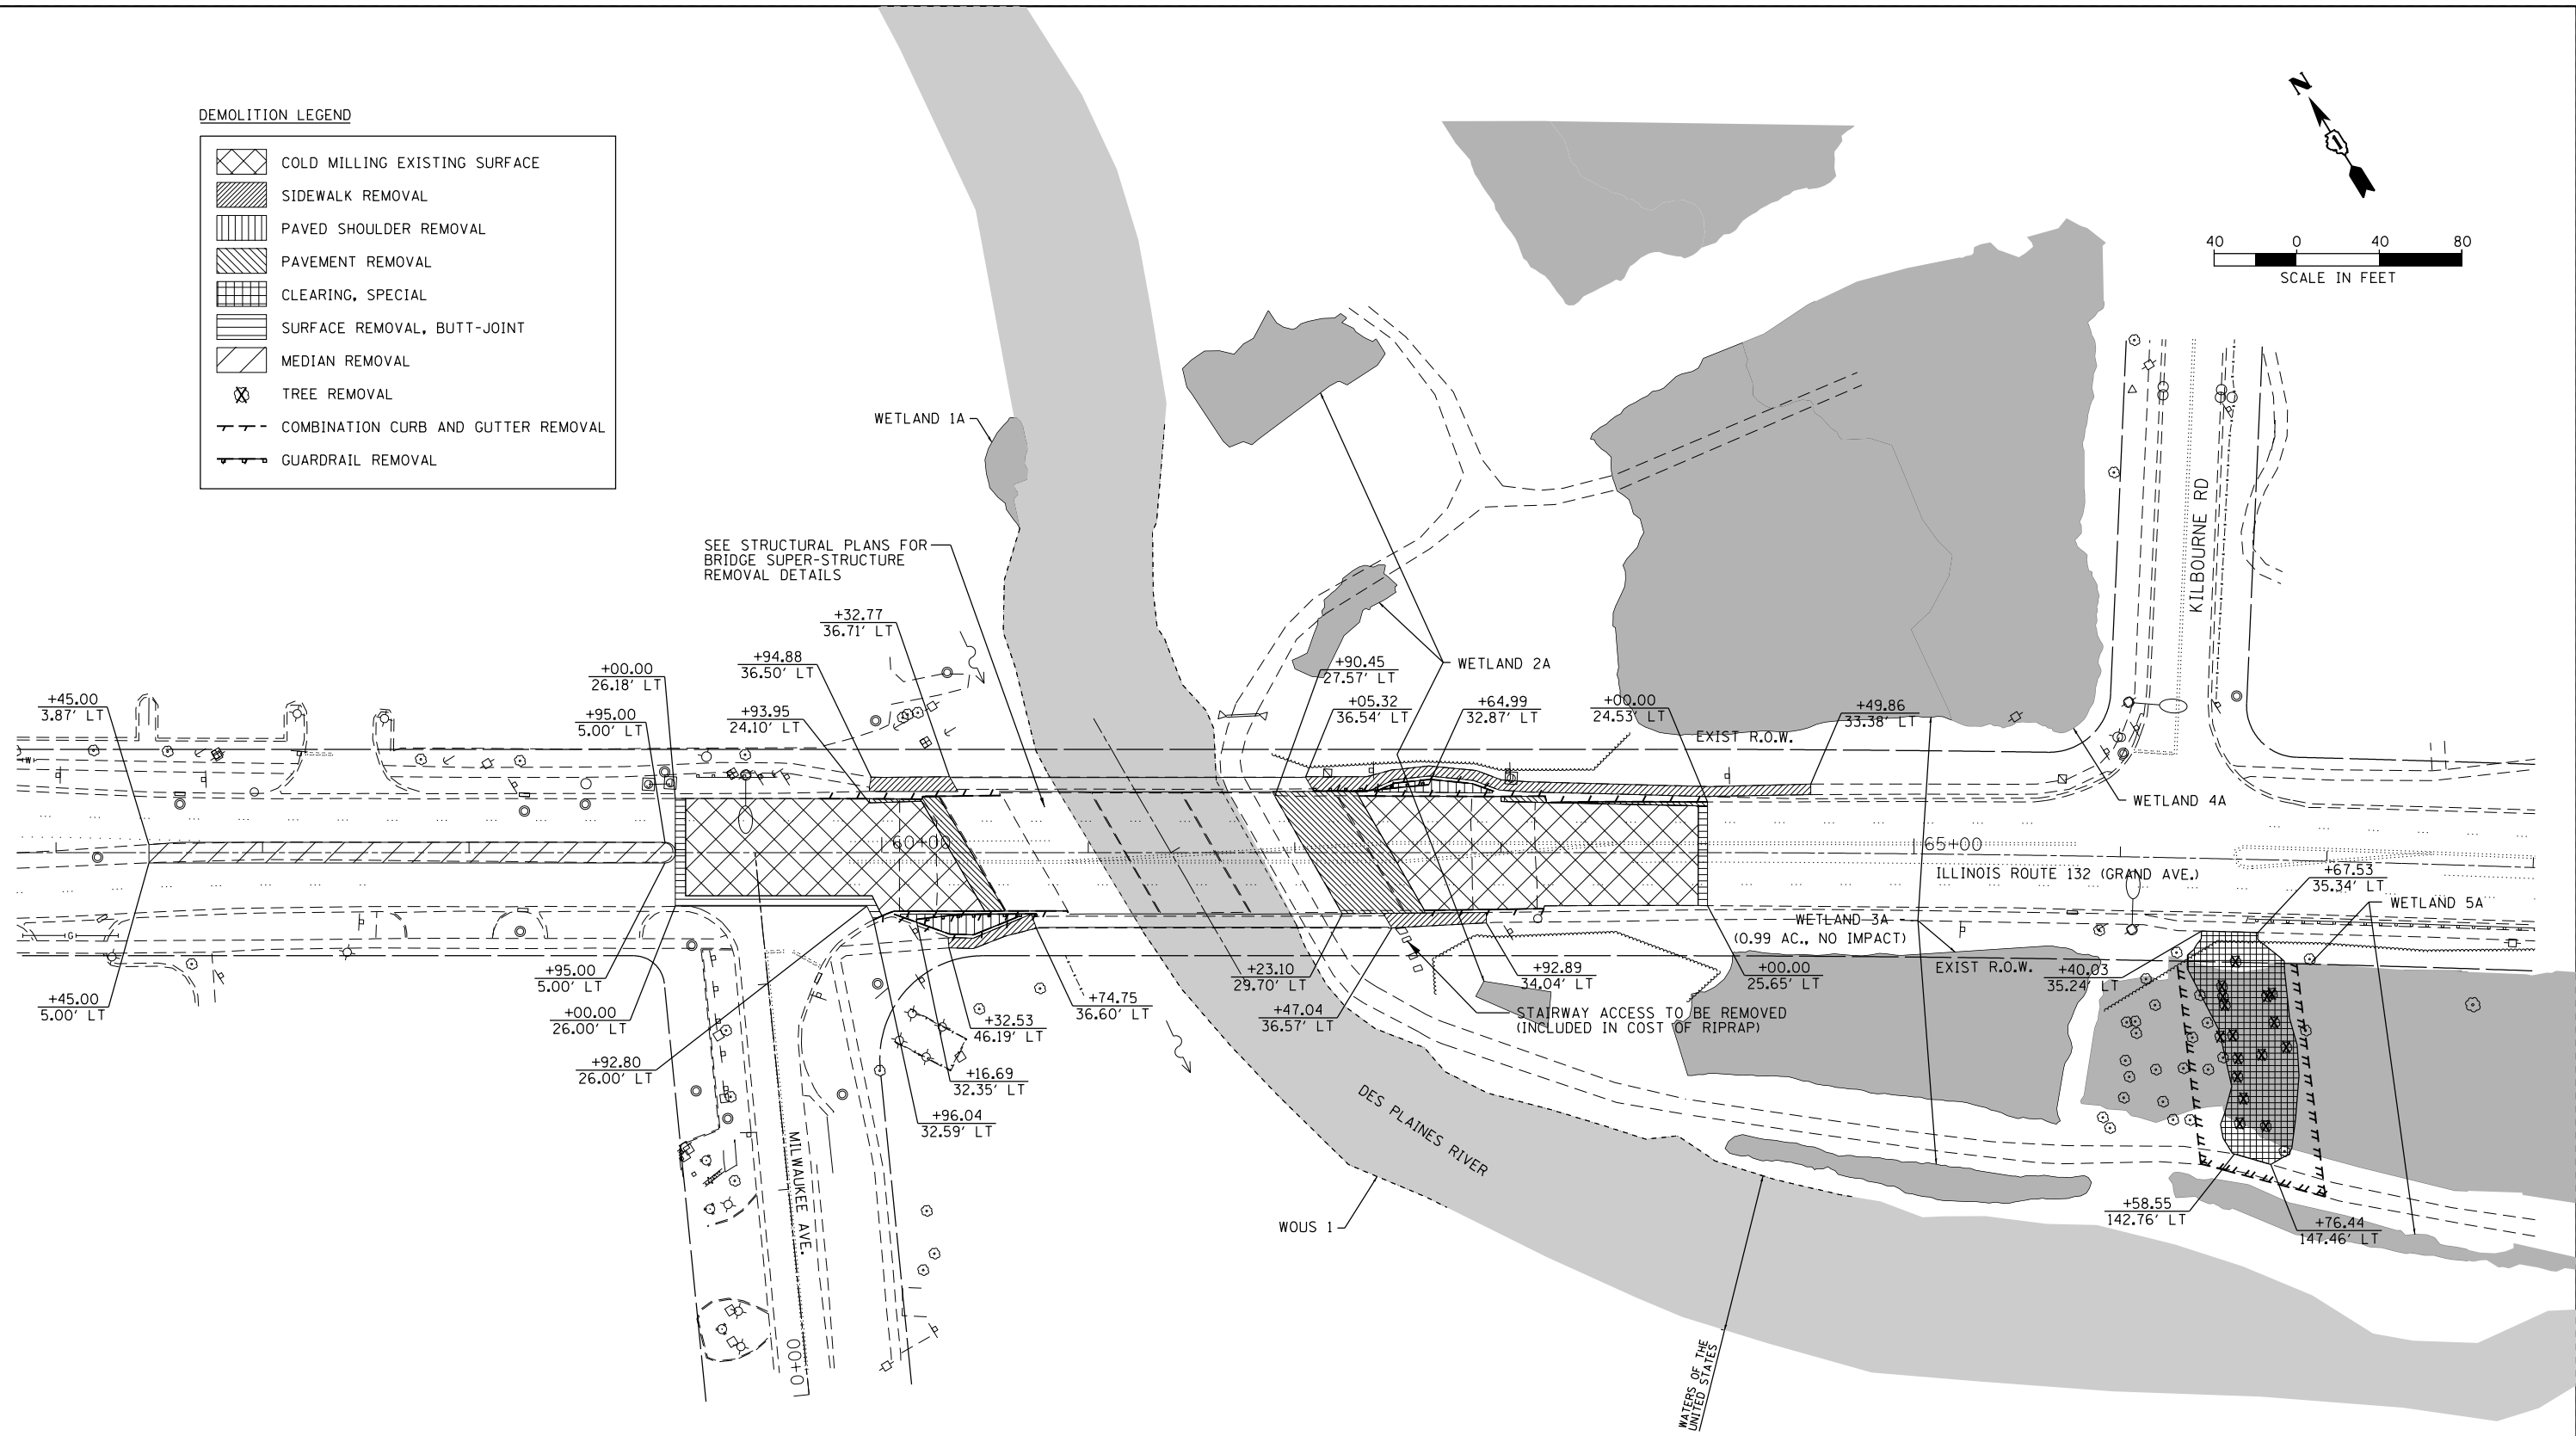 DEMOLITION LEGEND
COLD MILLING EXISTING SURFACE
SIDEWALK REMOVAL
PAVED SHOULDER REMOVAL
PAVEMENT REMOVAL
CLEARING, SPECIAL
SURFACE REMOVAL, BUTT-JOINT
MEDIAN REMOVAL
TREE REMOVAL
COMBINATION CURB AND GUTTER REMOVAL
GUARDRAIL REMOVAL
N
40 0 40 80
SCALE IN FEET
WETLAND 1A
SEE STRUCTURAL PLANS FOR
BRIDGE SUPER-STRUCTURE
REMOVAL DETAILS
KILBOURNE RD
+32.77
36.71' LT
+94.88
36.50' LT
+00.00
26.18' LT
+95.00
5.00' LT
+93.95
24.10' LT
+45.00
3.87' LT
WETLAND 2A
+90.45
27.57' LT
+05.32
36.54' LT
+64.99
32.87' LT
+00.00
24.53' LT
+49.86
33.38' LT
EXIST R.O.W.
WETLAND 4A
160+00
165+00
ILLINOIS ROUTE 132 (GRAND AVE.)
+67.53
35.34' LT
WETLAND 5A
WETLAND 3A
(0.99 AC., NO IMPACT)
G
W
EXIST R.O.W.
+40.03
35.24' LT
+95.00
5.00' LT
+45.00
5.00' LT
+00.00
26.00' LT
+92.80
26.00' LT
+74.75
36.60' LT
+32.53
46.19' LT
+16.69
32.35' LT
+96.04
32.59' LT
+23.10
29.70' LT
+47.04
36.57' LT
+92.89
34.04' LT
+00.00
25.65' LT
STAIRWAY ACCESS TO BE REMOVED
(INCLUDED IN COST OF RIPRAP)
DES PLAINES RIVER
MILWAUKEE AVE.
0+00
WOUS 1
+58.55
142.76' LT
+76.44
147.46' LT
WATERS OF THE
UNITED STATES